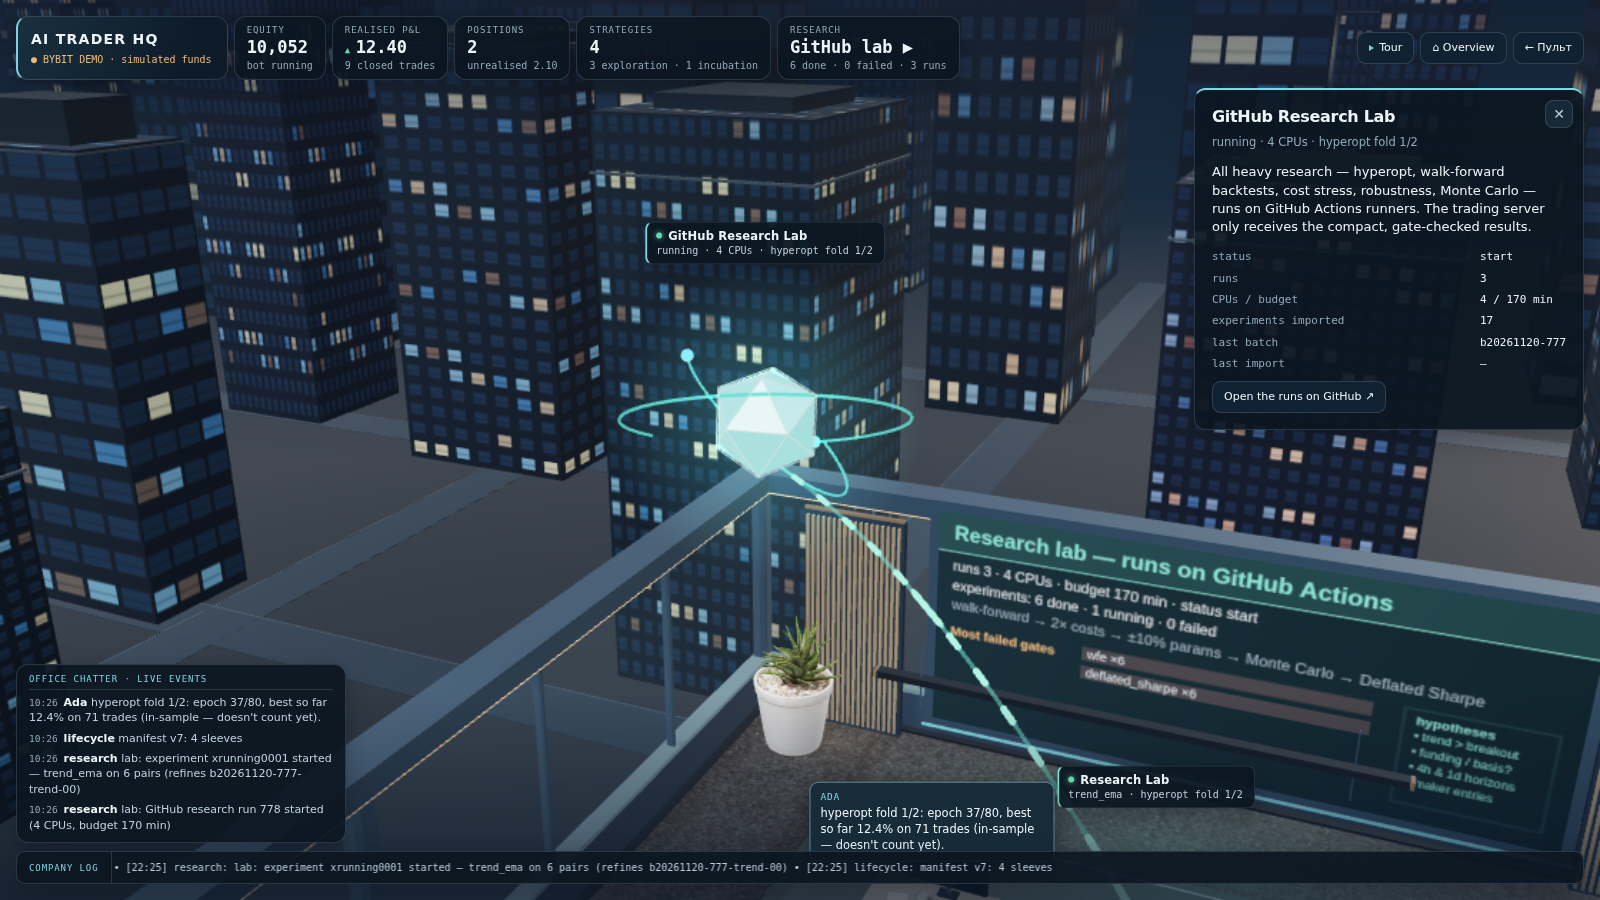 AI TRADER HQ
● BYBIT DEMO · simulated funds
EQUITY
10,052
bot running
REALISED P&L
▲ 12.40
9 closed trades
POSITIONS
2
unrealised 2.10
STRATEGIES
4
3 exploration · 1 incubation
RESEARCH
GitHub lab ▶
6 done · 0 failed · 3 runs
▸ Tour
⌂ Overview
← Пульт
GitHub Research Lab
✕
running · 4 CPUs · hyperopt fold 1/2
All heavy research — hyperopt, walk-forward
backtests, cost stress, robustness, Monte Carlo —
runs on GitHub Actions runners. The trading server
only receives the compact, gate-checked results.
status start
runs 3
CPUs / budget 4 / 170 min
experiments imported 17
last batch b20261120-777
last import —
Open the runs on GitHub ↗
● GitHub Research Lab
running · 4 CPUs · hyperopt fold 1/2
Research lab — runs on GitHub Actions
runs 3 · 4 CPUs · budget 170 min · status start
experiments: 6 done · 1 running · 0 failed
walk-forward → 2× costs → ±10% params → Monte Carlo → Deflated Sharpe
Most failed gates
wfe ×6
deflated_sharpe ×6
hypotheses
• trend > breakout
• funding / basis?
• 4h & 1d horizons
maker entries
OFFICE CHATTER · LIVE EVENTS
10:26 Ada hyperopt fold 1/2: epoch 37/80, best so far
12.4% on 71 trades (in-sample — doesn't count yet).
10:26 lifecycle manifest v7: 4 sleeves
10:26 research lab: experiment xrunning0001 started
— trend_ema on 6 pairs (refines b20261120-777-
trend-00)
10:26 research lab: GitHub research run 778 started
(4 CPUs, budget 170 min)
ADA
hyperopt fold 1/2: epoch 37/80, best
so far 12.4% on 71 trades (in-sample
— doesn't count yet).
● Research Lab
trend_ema · hyperopt fold 1/2
COMPANY LOG
• [22:25] research: lab: experiment xrunning0001 started — trend_ema on 6 pairs (refines b20261120-777-trend-00) • [22:25] lifecycle: manifest v7: 4 sleeves